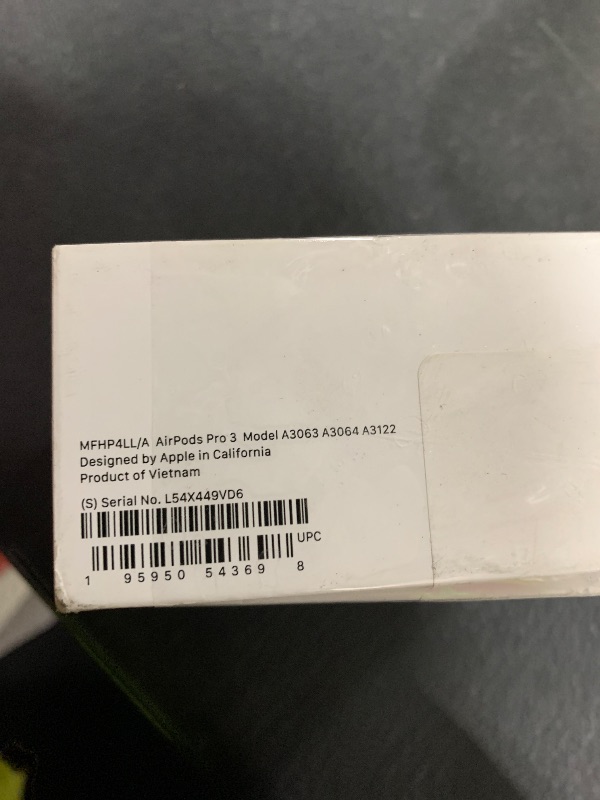 MFHP4LL/A AirPods Pro 3 Model A3063 A3064 A3122
Designed by Apple in California
Product of Vietnam
(S) Serial No. L54X449VD6
UPC
1 95950 54369 8